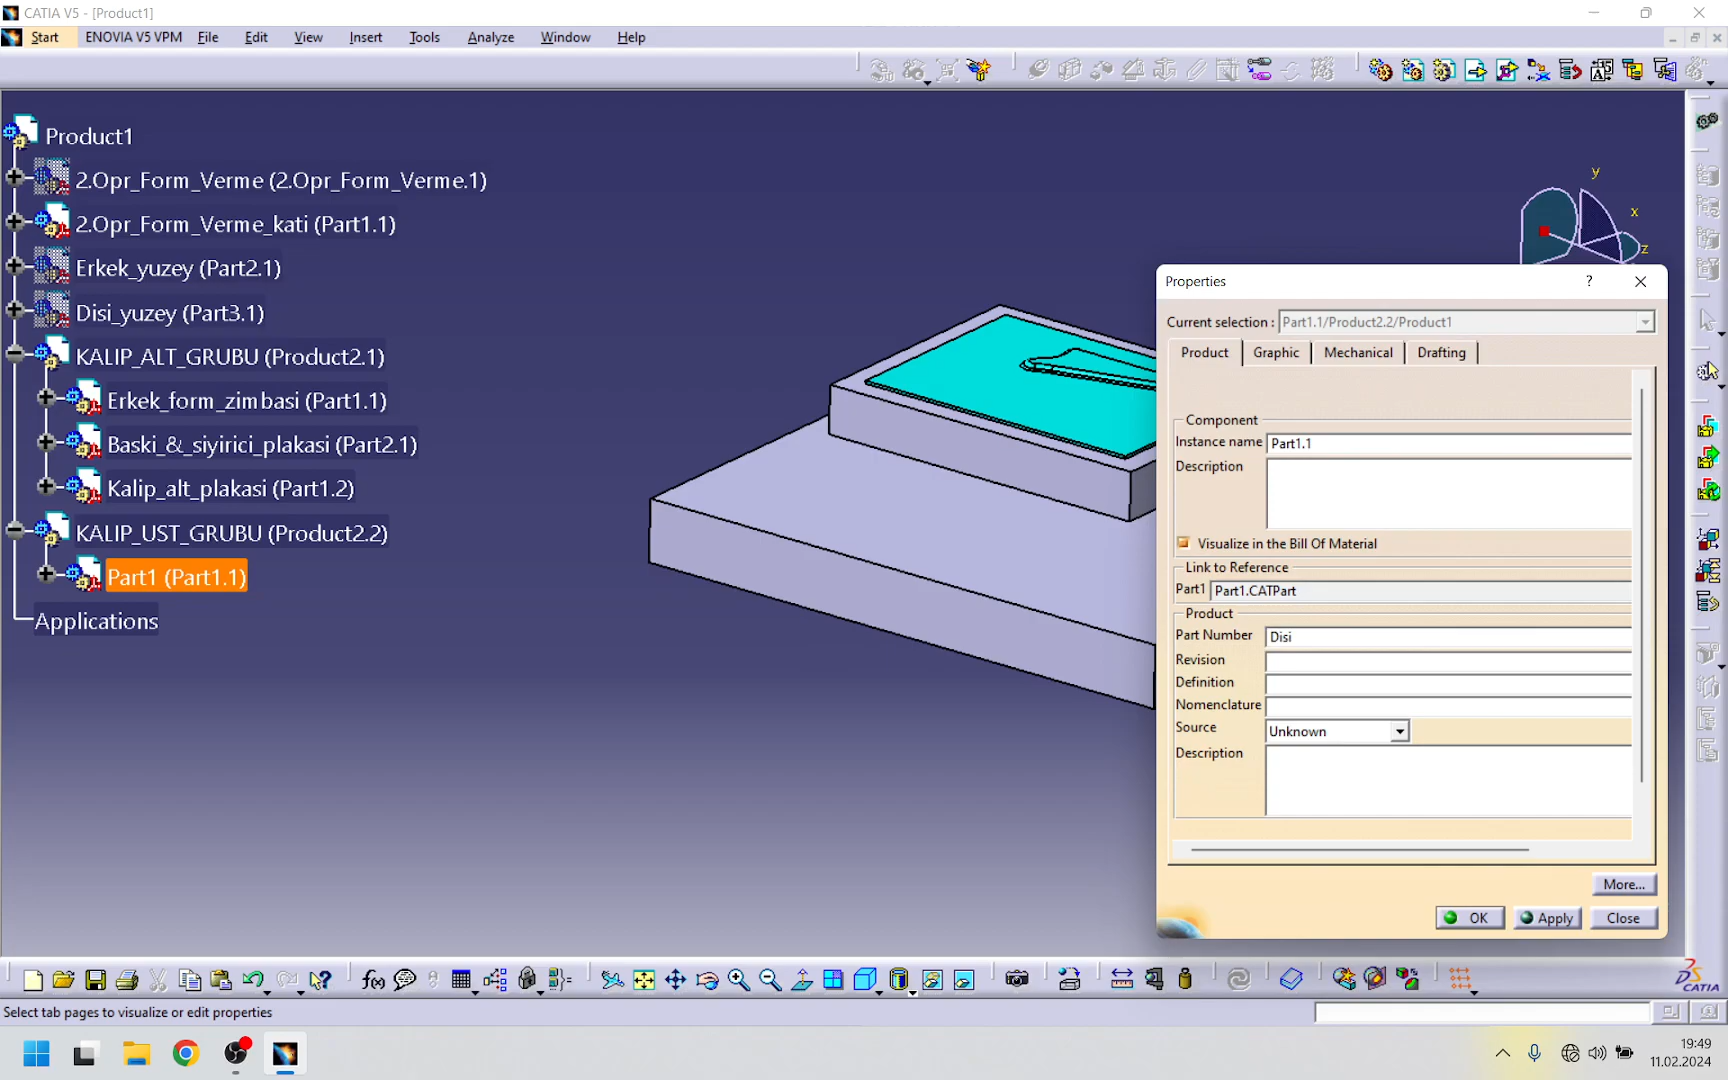 CATIA V5 - [Product1]
Start ENOVIA V5 VPM File Edit View Insert Tools Analyze Window Help
Product1
2.Opr_Form_Verme (2.Opr_Form_Verme.1)
2.Opr_Form_Verme_kati (Part1.1)
Erkek_yuzey (Part2.1)
Disi_yuzey (Part3.1)
KALIP_ALT_GRUBU (Product2.1)
Erkek_form_zimbasi (Part1.1)
Baski_&_siyirici_plakasi (Part2.1)
Kalip_alt_plakasi (Part1.2)
KALIP_UST_GRUBU (Product2.2)
Part1 (Part1.1)
Applications
y
x
z
Properties
?
Current selection : Part1.1/Product2.2/Product1
Product Graphic Mechanical Drafting
Component
Instance name Part1.1
Description
Visualize in the Bill Of Material
Link to Reference
Part1 Part1.CATPart
Product
Part Number Disi
Revision
Definition
Nomenclature
Source Unknown
Description
More...
OK Apply Close
f(x)
CATIA
Select tab pages to visualize or edit properties
19:49
11.02.2024